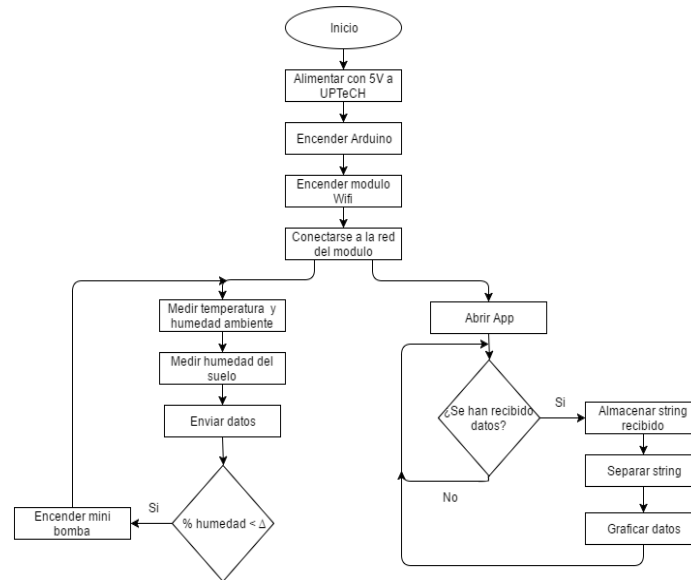 Inicio
Alimentar con 5V a
UPTeCH
Encender Arduino
Encender modulo
Wifi
Conectarse a la red
del modulo
Medir temperatura y
humedad ambiente
Medir humedad del
suelo
Enviar datos
% humedad < Δ
Si
Encender mini
bomba
Abrir App
¿Se han recibido
datos?
Si
No
Almacenar string
recibido
Separar string
Graficar datos